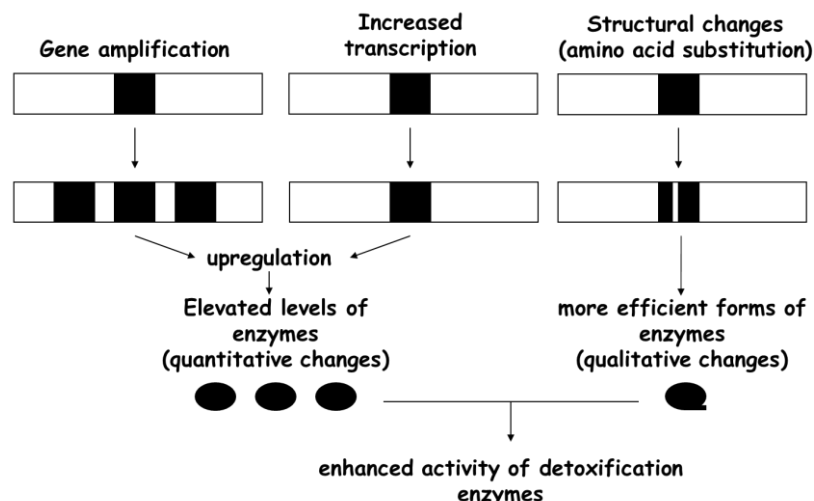 Gene amplification
Increased
transcription
Structural changes
(amino acid substitution)
upregulation
Elevated levels of
enzymes
(quantitative changes)
more efficient forms of
enzymes
(qualitative changes)
enhanced activity of detoxification
enzymes